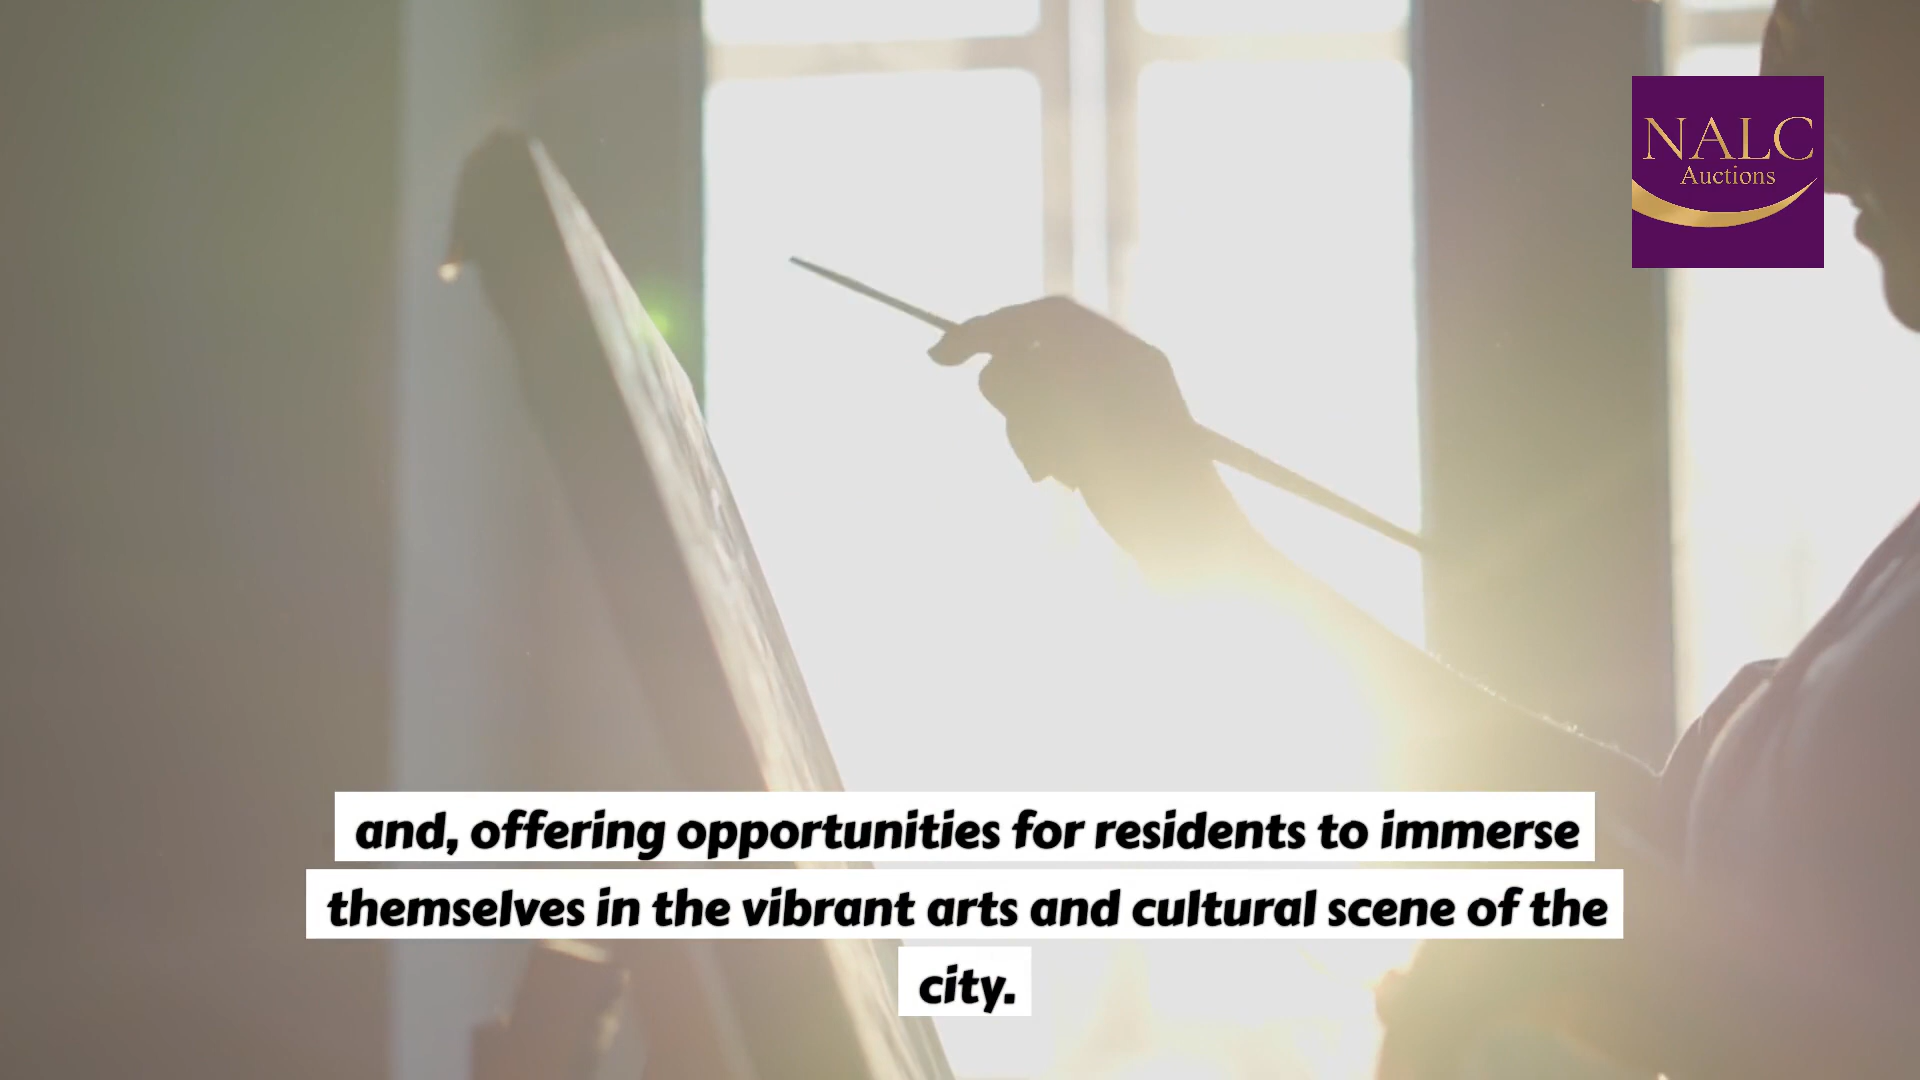 NALC
Auctions
and, offering opportunities for residents to immerse
themselves in the vibrant arts and cultural scene of the
city.